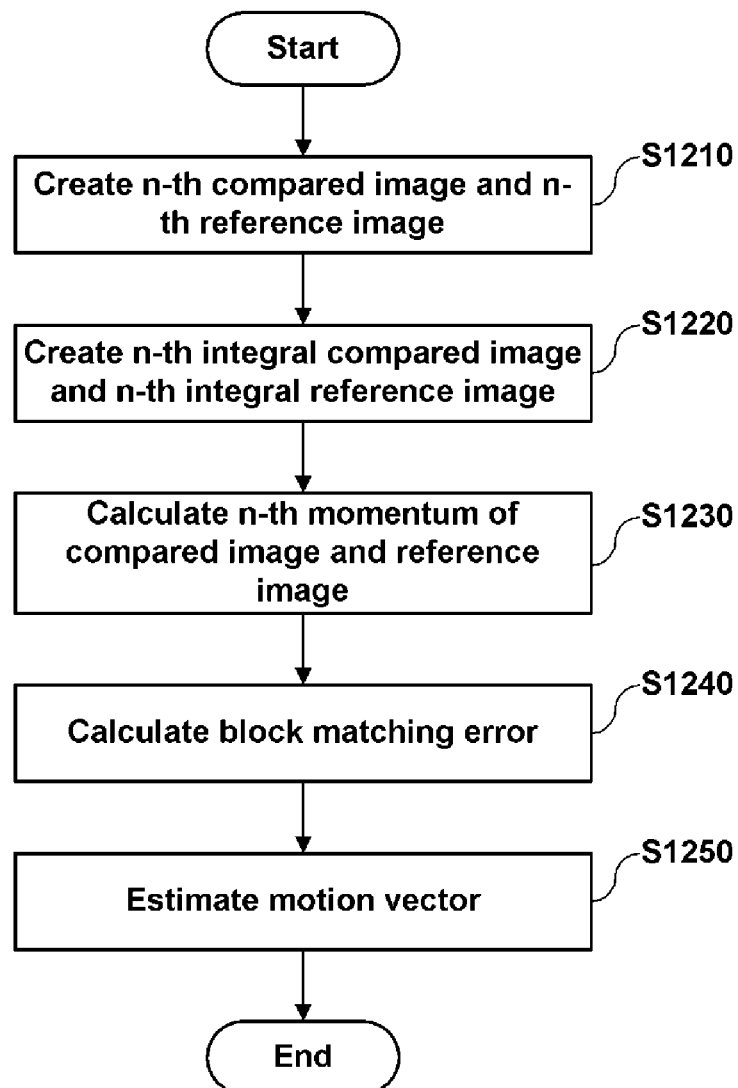 Start
S1210
Create n-th compared image and n-
th reference image
S1220
Create n-th integral compared image
and n-th integral reference image
S1230
Calculate n-th momentum of
compared image and reference
image
S1240
Calculate block matching error
S1250
Estimate motion vector
End